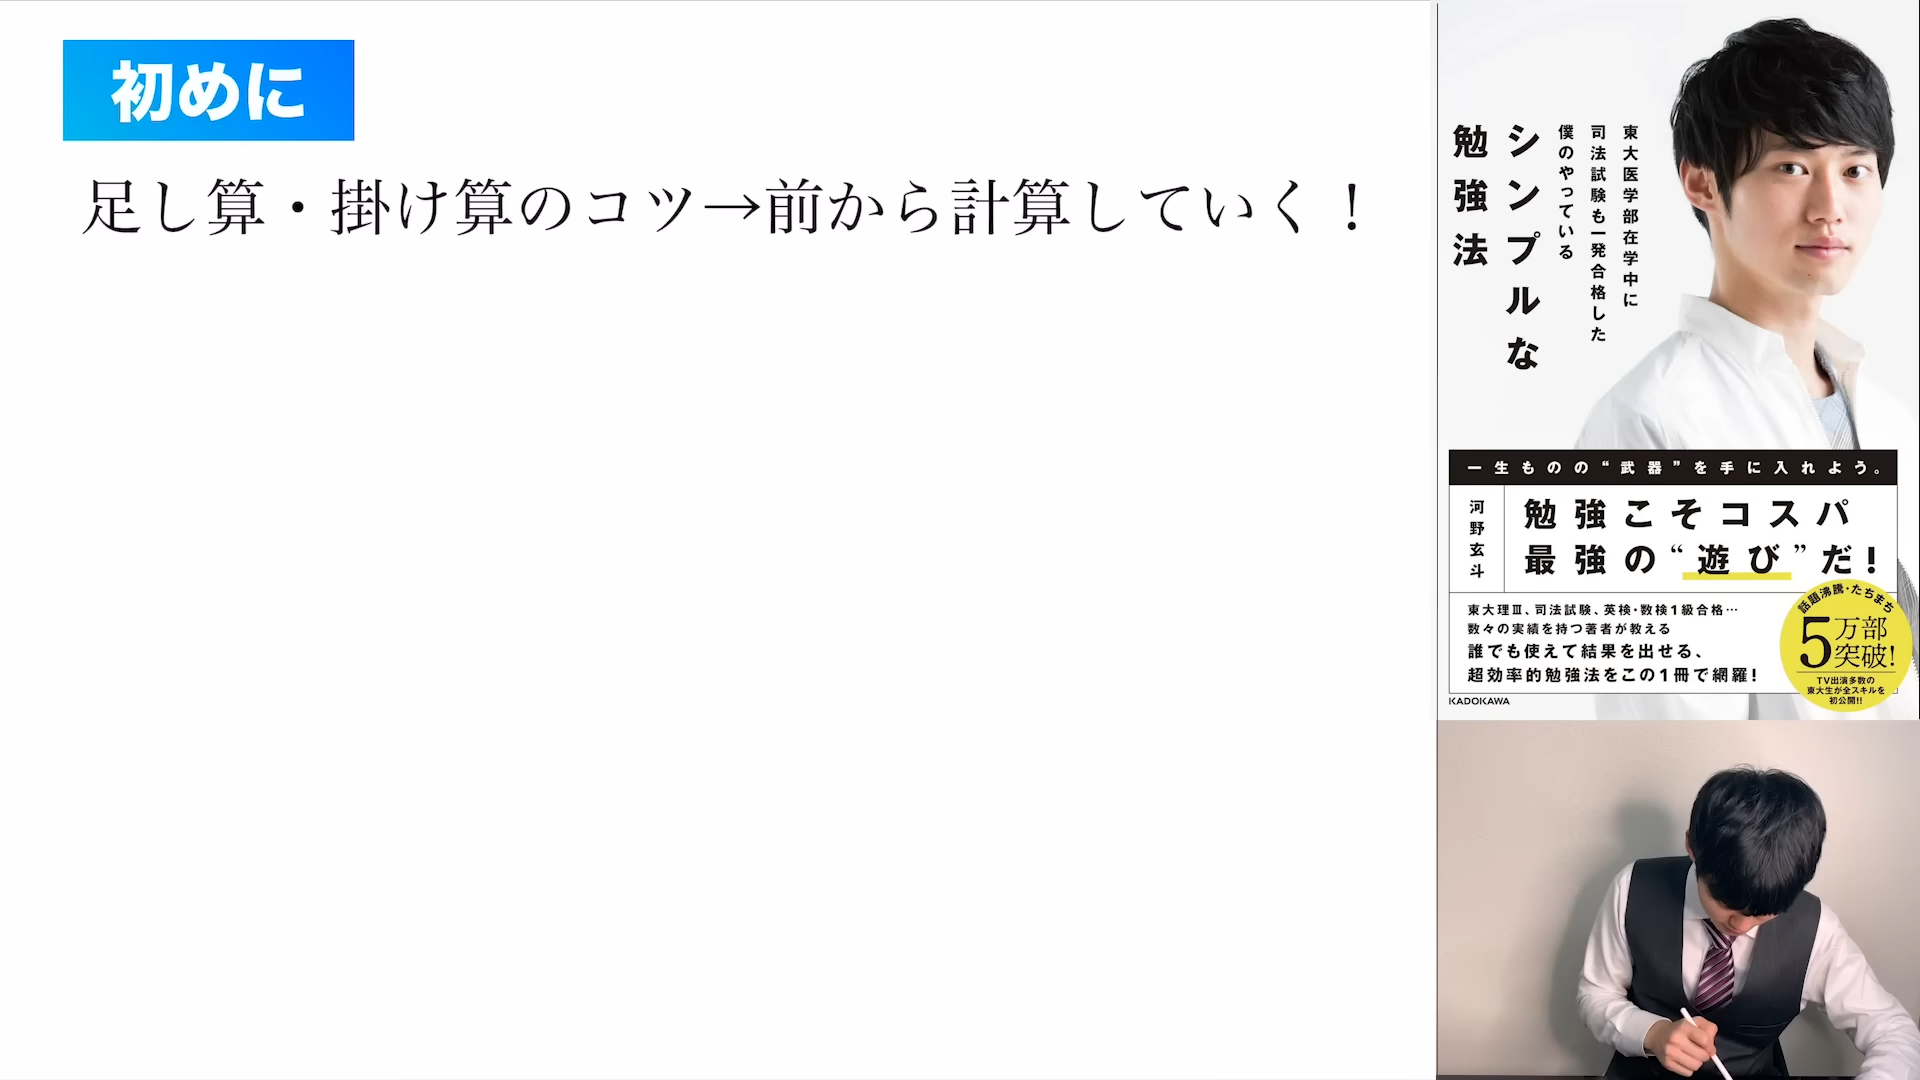 初めに
足し算・掛け算のコツ→前から計算していく！
東大医学部在学中に
司法試験も一発合格した
僕のやっている
シンプルな
勉強法
一生ものの“武器”を手に入れよう。
河野玄斗
勉強こそコスパ
最強の“遊び”だ！
東大理Ⅲ、司法試験、英検・数検1級合格…
数々の実績を持つ著者が教える
誰でも使えて結果を出せる、
超効率的勉強法をこの1冊で網羅！
話題沸騰・たちまち
5万部
突破！
TV出演多数の
東大生が全スキルを
初公開!!
KADOKAWA